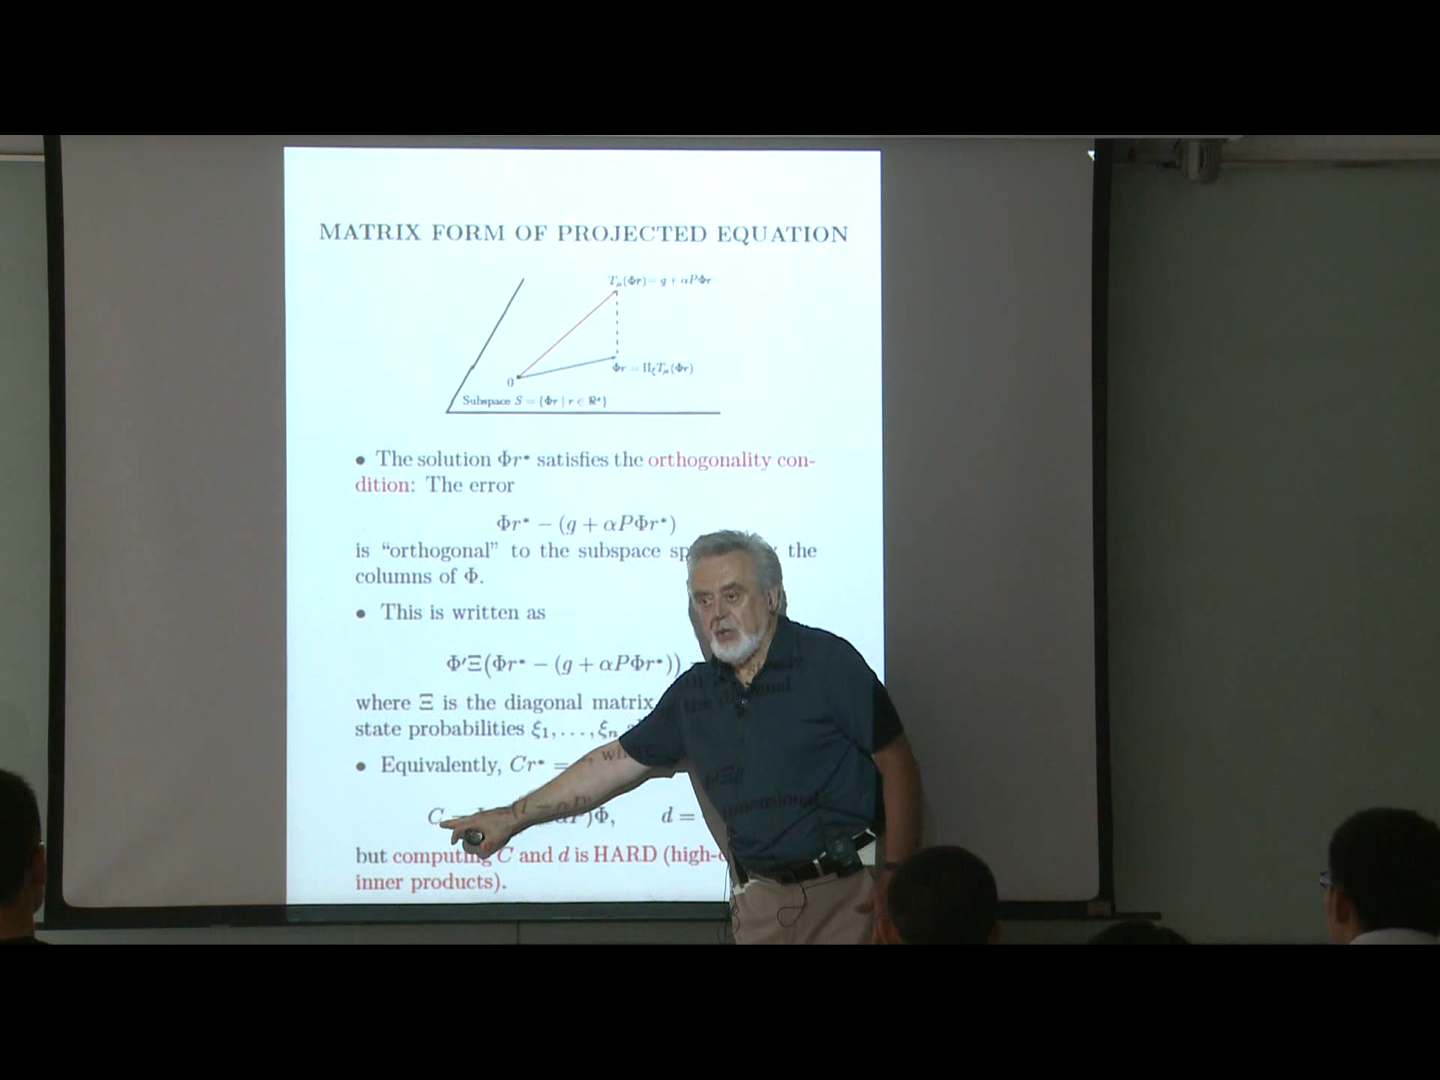 MATRIX FORM OF PROJECTED EQUATION
Tμ(Φr) = g + αPΦr
0
Φr = Π_ξTμ(Φr)
Subspace S = {Φr | r ∈ ℝˢ}
• The solution Φr* satisfies the orthogonality con-
dition: The error
Φr* − (g + αPΦr*)
is “orthogonal” to the subspace the
columns of Φ.
• This is written as
Φ′Ξ(Φr* − (g + αPΦr*))
where Ξ is the diagonal matrix
state probabilities ξ₁, . . . , ξₙ
• Equivalently, Cr* =
C = (I − αP)Φ, d =
but computing C and d is HARD (high-
inner products).